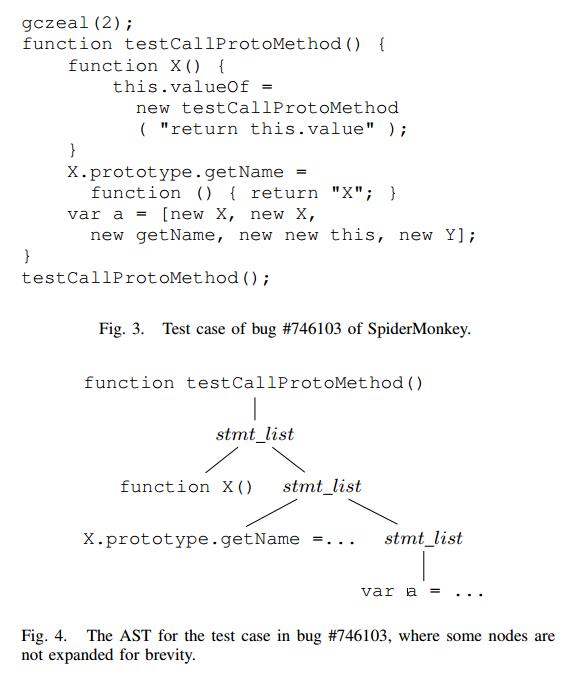 gczeal(2);
function testCallProtoMethod() {
function X() {
this.valueOf =
new testCallProtoMethod
( "return this.value" );
}
X.prototype.getName =
function () { return "X"; }
var a = [new X, new X,
new getName, new new this, new Y];
}
testCallProtoMethod();
Fig. 3. Test case of bug #746103 of SpiderMonkey.
function testCallProtoMethod()
stmt_list
function X() stmt_list
X.prototype.getName =... stmt_list
var a = ...
Fig. 4. The AST for the test case in bug #746103, where some nodes are
not expanded for brevity.